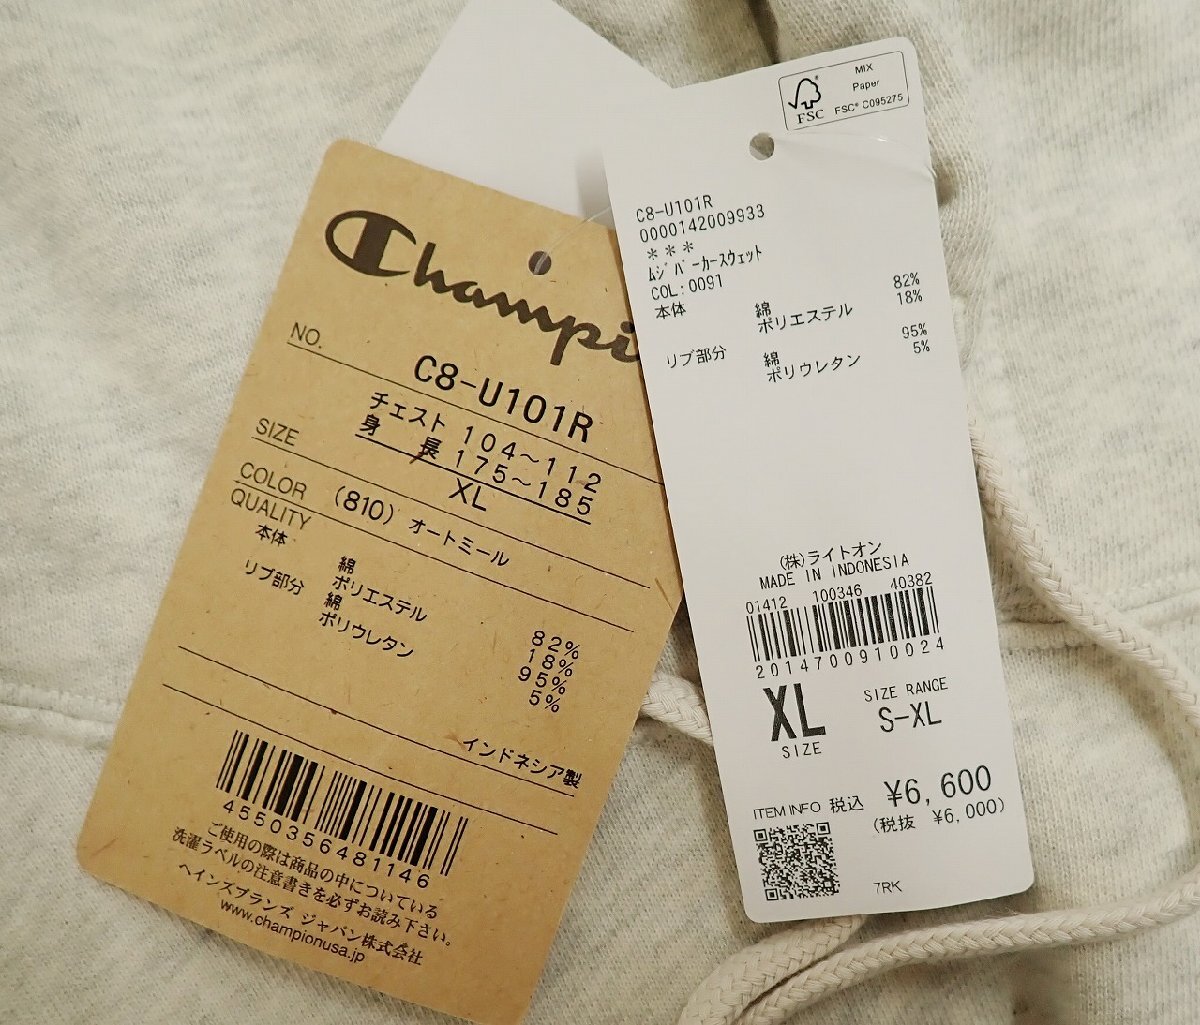 Champi
NO.
C8-U101R
SIZE
チェスト 104～112
身 長 175～185
XL
COLOR (810) オートミール
QUALITY
本体 綿 82%
ポリエステル 18%
リブ部分 綿 95%
ポリウレタン 5%
インドネシア製
4550356481146
ご使用の際は商品の中についている
洗濯ラベルの注意書きを必ずお読み下さい。
ヘインズブランズ ジャパン株式会社
www.championusa.jp
FSC
MIX
Paper
FSC® C095275
C8-U101R
0000142009933
***
ﾑｼﾞﾊﾟｰｶｰｽｳｪｯﾄ
COL:0091
本体 綿 82%
ポリエステル 18%
リブ部分 綿 95%
ポリウレタン 5%
(株)ライトオン
MADE IN INDONESIA
01412 100346 40382
2014700910024
XL
SIZE
SIZE RANGE
S-XL
ITEM INFO 税込 ¥6,600
(税抜 ¥6,000)
7RK